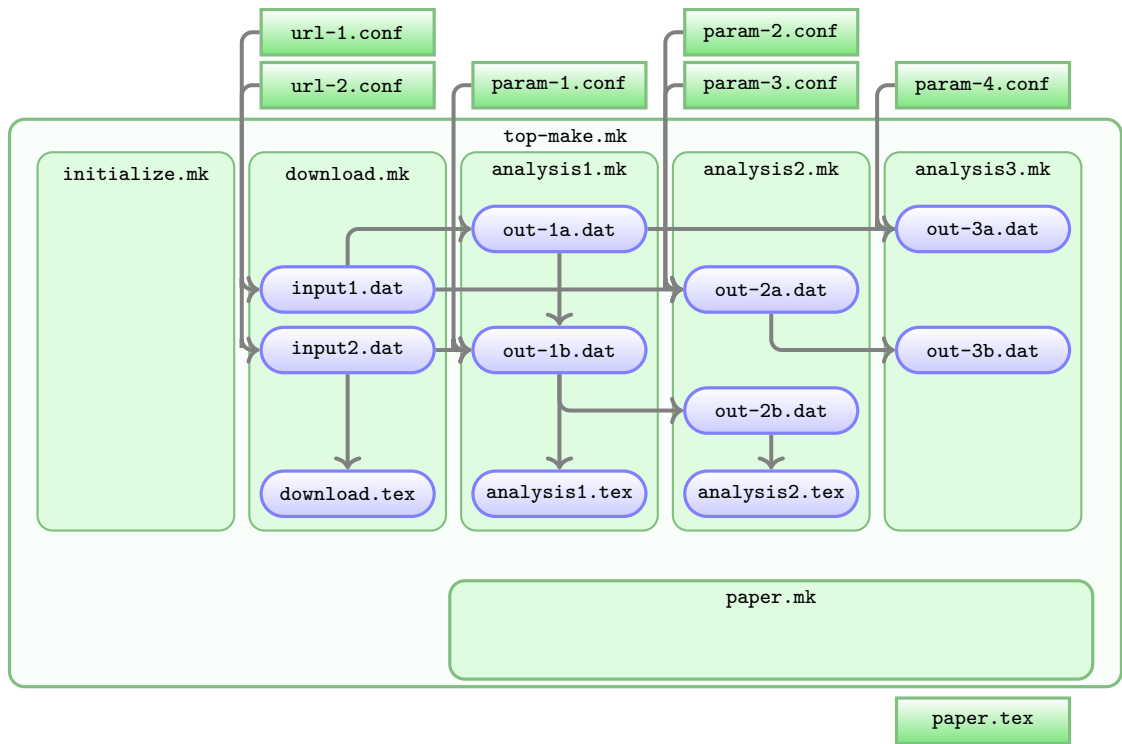 url-1.conf
param-2.conf
url-2.conf
param-1.conf
param-3.conf
param-4.conf
top-make.mk
initialize.mk
download.mk
analysis1.mk
analysis2.mk
analysis3.mk
out-1a.dat
out-3a.dat
input1.dat
out-2a.dat
input2.dat
out-1b.dat
out-3b.dat
out-2b.dat
download.tex
analysis1.tex
analysis2.tex
paper.mk
paper.tex